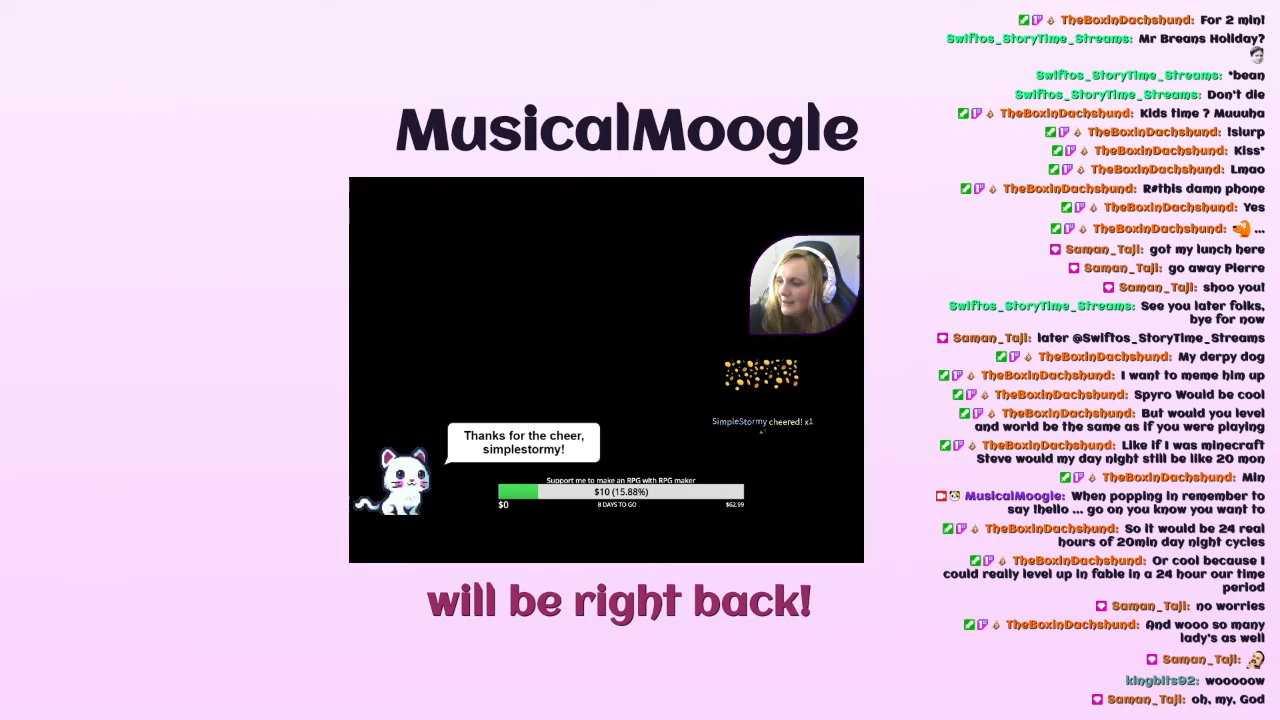 MusicalMoogle
SimpleStormy cheered! x1
Thanks for the cheer,
simplestormy!
Support me to make an RPG with RPG maker
$10 (15.88%)
$0
8 DAYS TO GO
$62.99
will be right back!
TheBoxinDachshund: For 2 min!
Swiftos_StoryTime_Streams: Mr Breans Holiday?
Swiftos_StoryTime_Streams: *bean
Swiftos_StoryTime_Streams: Don't die
TheBoxinDachshund: Kids time ? Muuuha
TheBoxinDachshund: !slurp
TheBoxinDachshund: Kiss*
TheBoxinDachshund: Lmao
TheBoxinDachshund: R#this damn phone
TheBoxinDachshund: Yes
TheBoxinDachshund: ...
Saman_Taji: got my lunch here
Saman_Taji: go away Pierre
Saman_Taji: shoo you!
Swiftos_StoryTime_Streams: See you later folks,
bye for now
Saman_Taji: later @Swiftos_StoryTime_Streams
TheBoxinDachshund: My derpy dog
TheBoxinDachshund: I want to meme him up
TheBoxinDachshund: Spyro Would be cool
TheBoxinDachshund: But would you level
and world be the same as if you were playing
TheBoxinDachshund: Like if I was minecraft
Steve would my day night still be like 20 mon
TheBoxinDachshund: Min
MusicalMoogle: When popping in remember to
say !hello ... go on you know you want to
TheBoxinDachshund: So it would be 24 real
hours of 20min day night cycles
TheBoxinDachshund: Or cool because I
could really level up in fable in a 24 hour our time
period
Saman_Taji: no worries
TheBoxinDachshund: And wooo so many
lady's as well
Saman_Taji:
kingbits92: wooooow
Saman_Taji: oh, my, God